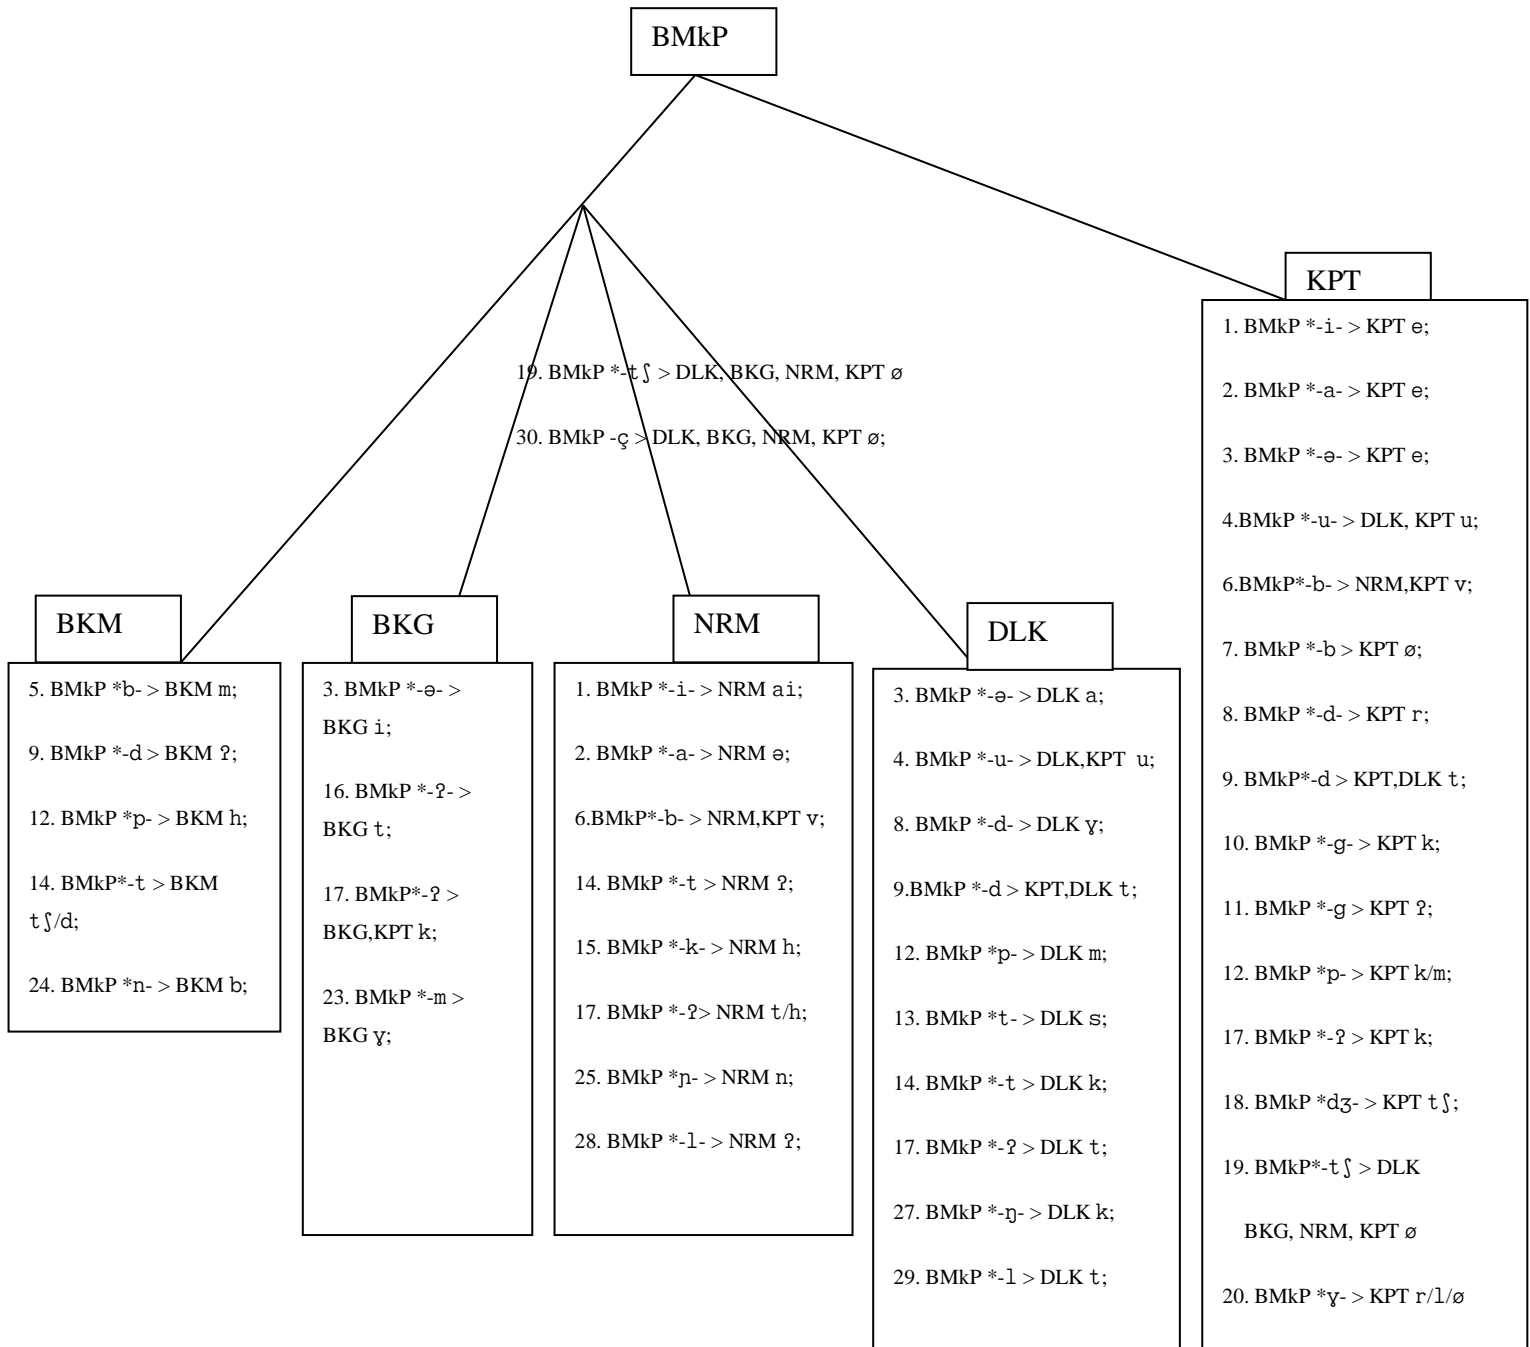 BMkP
KPT
1. BMkP *-i- > KPT e;
2. BMkP *-a- > KPT e;
3. BMkP *-ə- > KPT e;
4.BMkP *-u- > DLK, KPT u;
6.BMkP*-b- > NRM,KPT v;
7. BMkP *-b > KPT ø;
8. BMkP *-d- > KPT r;
9. BMkP*-d > KPT,DLK t;
10. BMkP *-g- > KPT k;
11. BMkP *-g > KPT ʔ;
12. BMkP *p- > KPT k/m;
17. BMkP *-ʔ > KPT k;
18. BMkP *dʒ- > KPT tʃ;
19. BMkP*-tʃ > DLK
BKG, NRM, KPT ø
20. BMkP *ɣ- > KPT r/l/ø
19. BMkP *-tʃ > DLK, BKG, NRM, KPT ø
30. BMkP -ç > DLK, BKG, NRM, KPT ø;
BKM
5. BMkP *b- > BKM m;
9. BMkP *-d > BKM ʔ;
12. BMkP *p- > BKM h;
14. BMkP*-t > BKM
tʃ/d;
24. BMkP *n- > BKM b;
BKG
3. BMkP *-ə- >
BKG i;
16. BMkP *-ʔ- >
BKG t;
17. BMkP*-ʔ >
BKG,KPT k;
23. BMkP *-m >
BKG ɣ;
NRM
1. BMkP *-i- > NRM ai;
2. BMkP *-a- > NRM ə;
6.BMkP*-b- > NRM,KPT v;
14. BMkP *-t > NRM ʔ;
15. BMkP *-k- > NRM h;
17. BMkP *-ʔ> NRM t/h;
25. BMkP *ɲ- > NRM n;
28. BMkP *-l- > NRM ʔ;
DLK
3. BMkP *-ə- > DLK a;
4. BMkP *-u- > DLK,KPT u;
8. BMkP *-d- > DLK ɣ;
9.BMkP *-d > KPT,DLK t;
12. BMkP *p- > DLK m;
13. BMkP *t- > DLK s;
14. BMkP *-t > DLK k;
17. BMkP *-ʔ > DLK t;
27. BMkP *-ŋ- > DLK k;
29. BMkP *-l > DLK t;